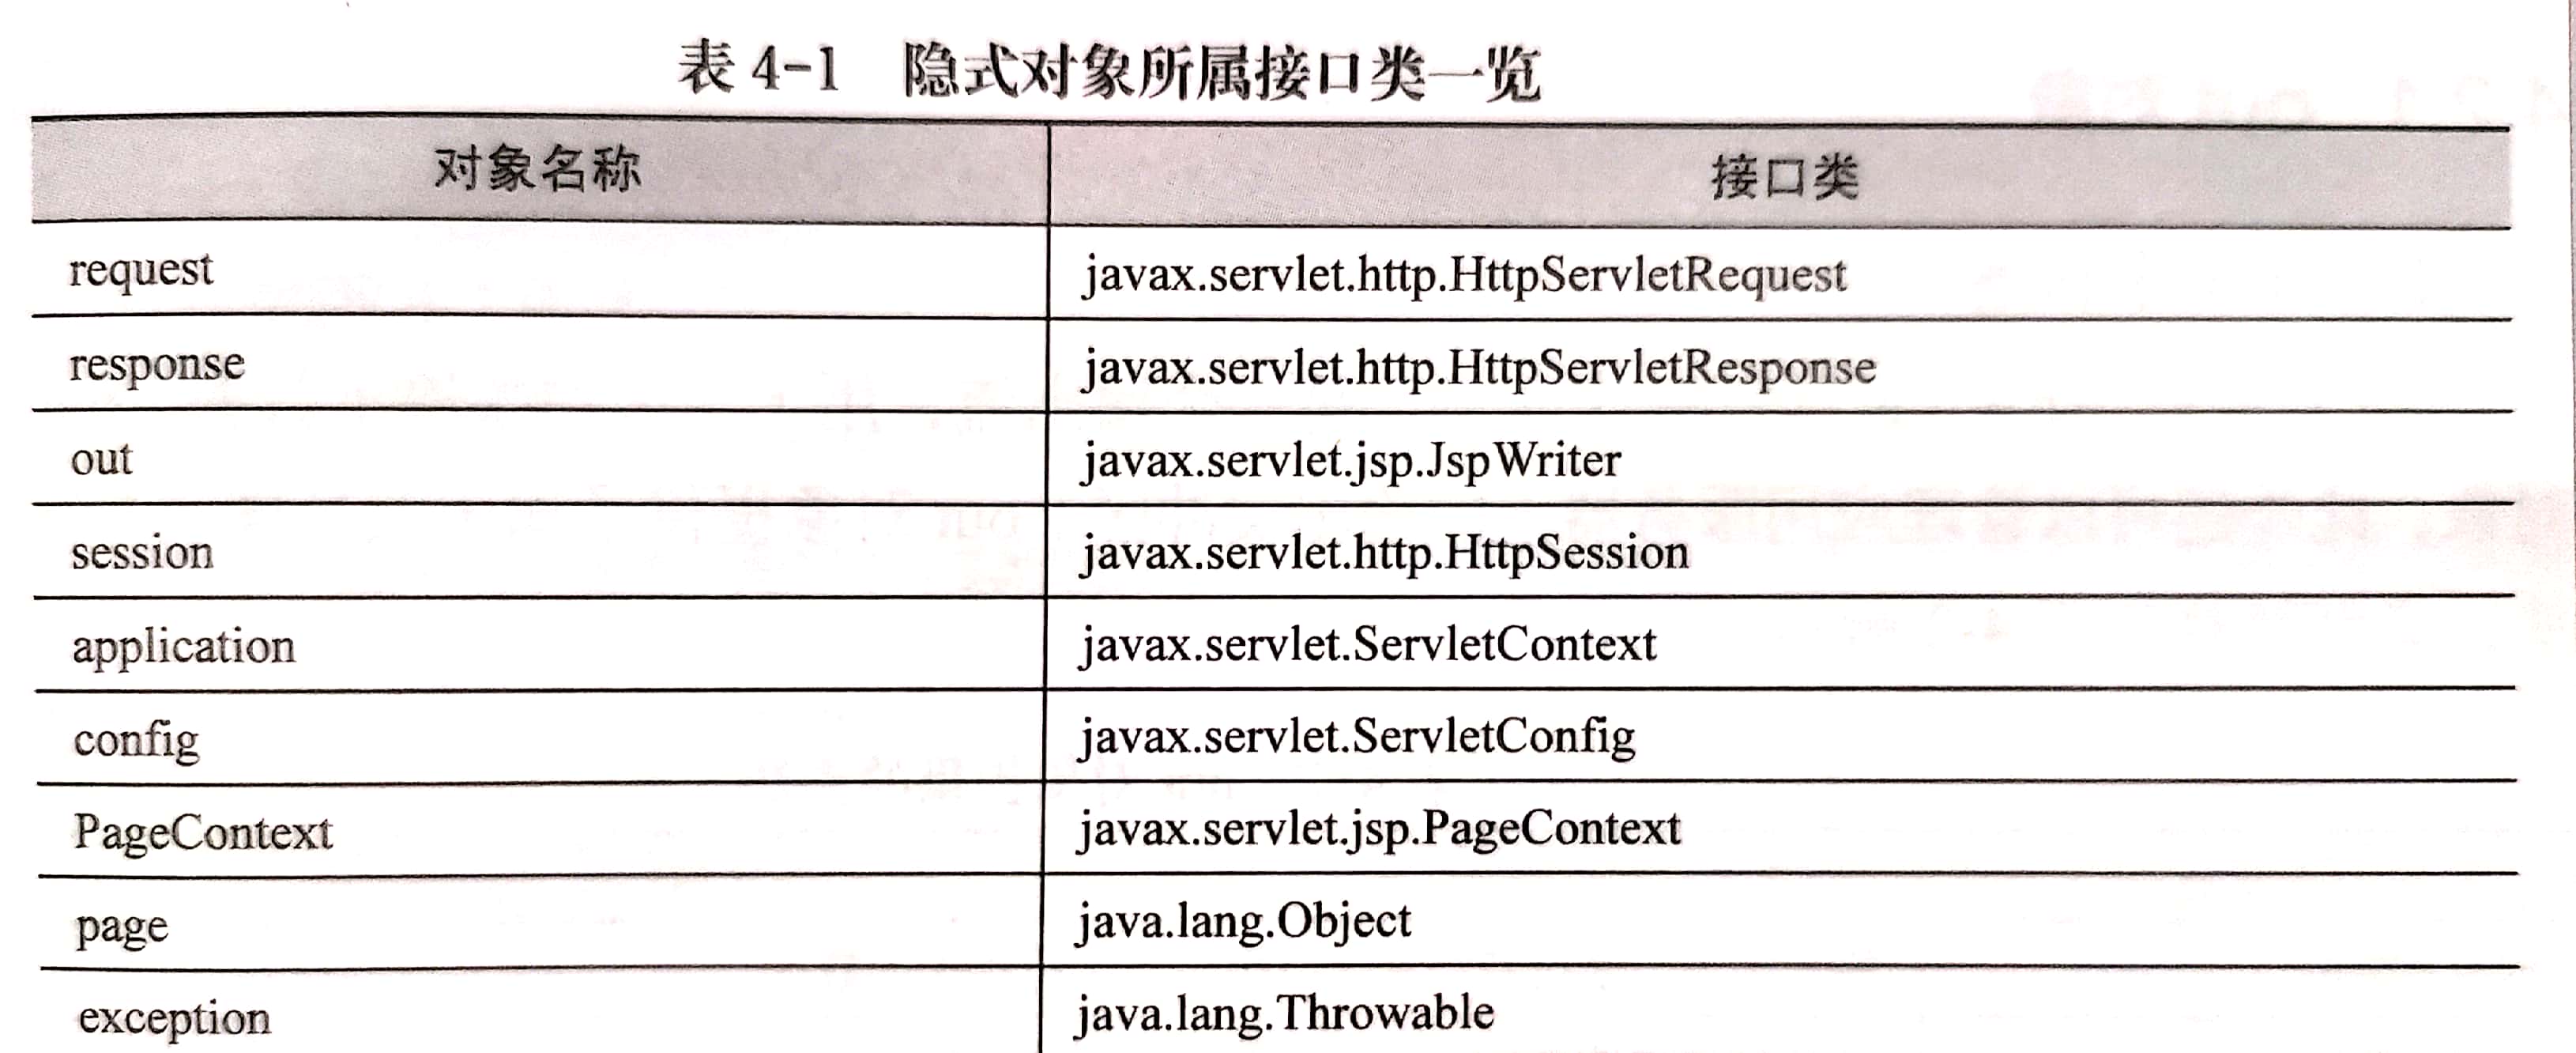 表 4-1 隐式对象所属接口类一览
对象名称 接口类
request javax.servlet.http.HttpServletRequest
response javax.servlet.http.HttpServletResponse
out javax.servlet.jsp.JspWriter
session javax.servlet.http.HttpSession
application javax.servlet.ServletContext
config javax.servlet.ServletConfig
PageContext javax.servlet.jsp.PageContext
page java.lang.Object
exception java.lang.Throwable